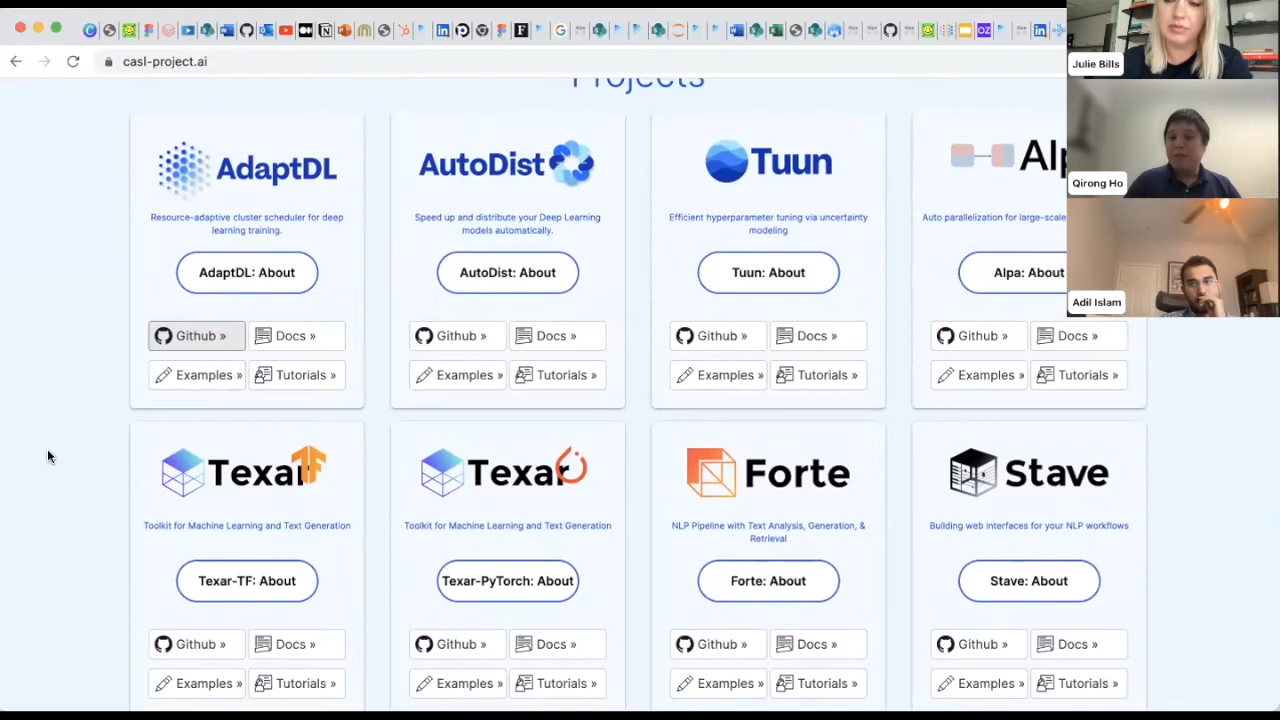 casl-project.ai
Projects
Julie Bills
Qirong Ho
Adil Islam
AdaptDL
Resource-adaptive cluster scheduler for deep
learning training.
AdaptDL: About
Github »
Docs »
Examples »
Tutorials »
AutoDist
Speed up and distribute your Deep Learning
models automatically.
AutoDist: About
Github »
Docs »
Examples »
Tutorials »
Tuun
Efficient hyperparameter tuning via uncertainty
modeling
Tuun: About
Github »
Docs »
Examples »
Tutorials »
Alp
Auto parallelization for large-scale
Alpa: About
Github »
Docs »
Examples »
Tutorials »
Texar
Toolkit for Machine Learning and Text Generation
Texar-TF: About
Github »
Docs »
Examples »
Tutorials »
Texar
Toolkit for Machine Learning and Text Generation
Texar-PyTorch: About
Github »
Docs »
Examples »
Tutorials »
Forte
NLP Pipeline with Text Analysis, Generation, &
Retrieval
Forte: About
Github »
Docs »
Examples »
Tutorials »
Stave
Building web interfaces for your NLP workflows
Stave: About
Github »
Docs »
Examples »
Tutorials »